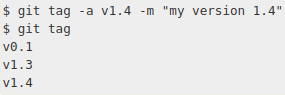 $ git tag -a v1.4 -m "my version 1.4"
$ git tag
v0.1
v1.3
v1.4